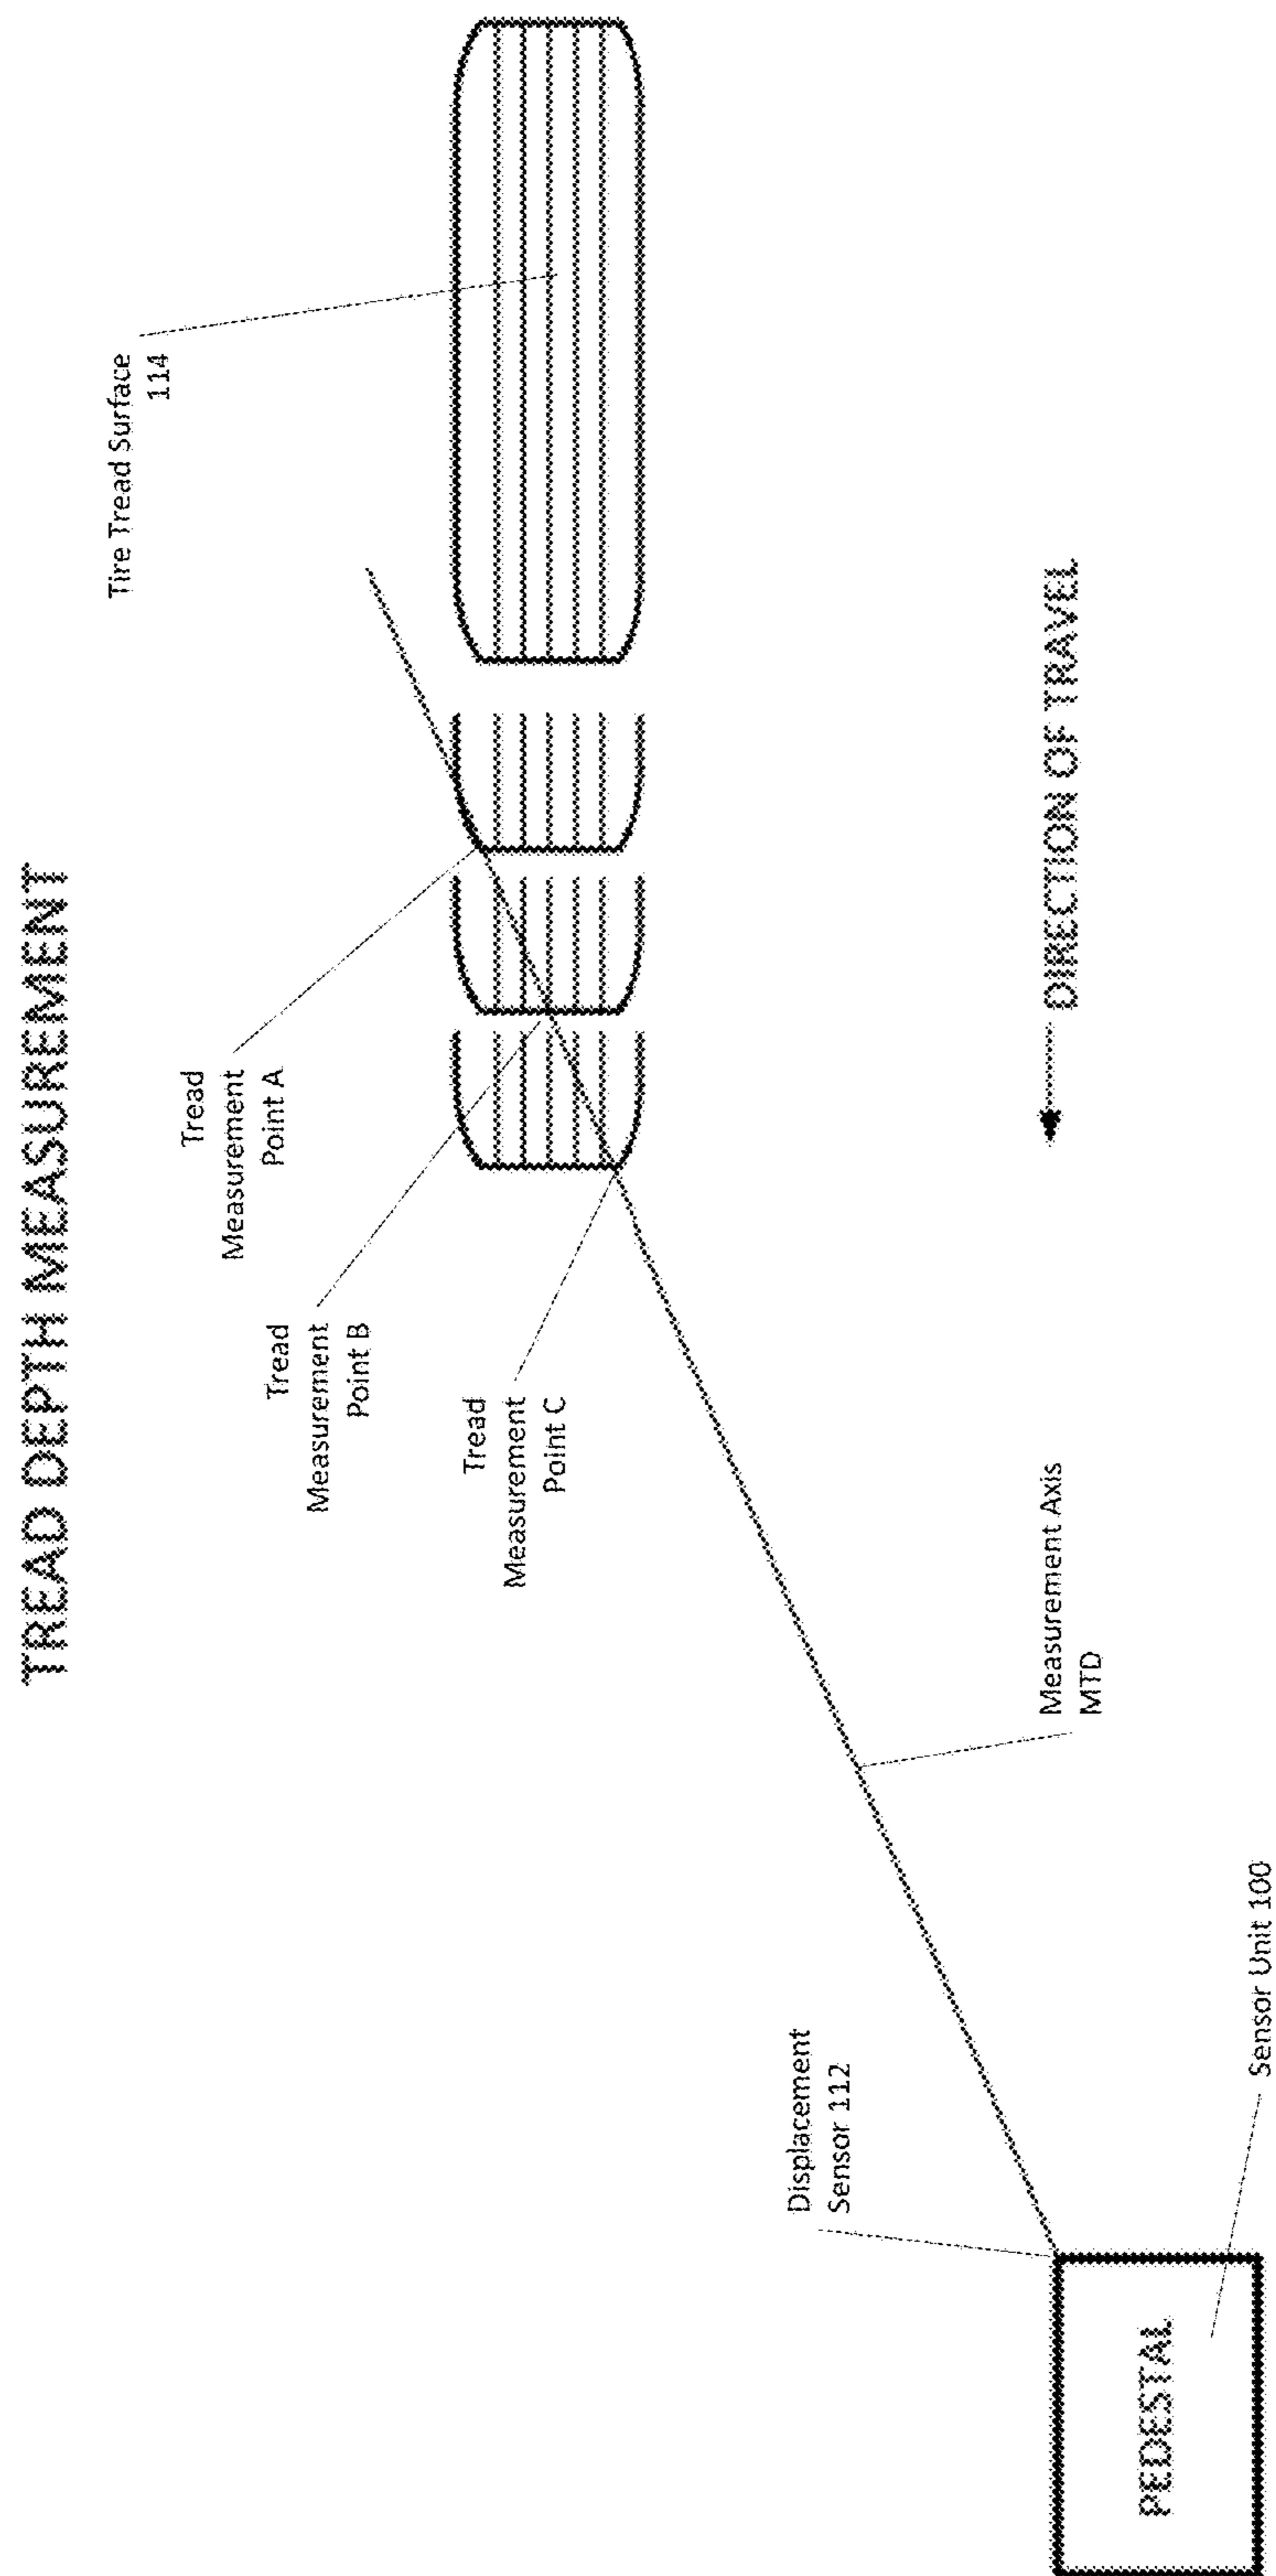 TREAD DEPTH MEASUREMENT
Tire Tread Surface
114
Tread
Measurement
Point A
Tread
Measurement
Point B
Tread
Measurement
Point C
DIRECTION OF TRAVEL
Measurement Axis
MTD
Displacement
Sensor 112
PEDESTAL
Sensor Unit 100